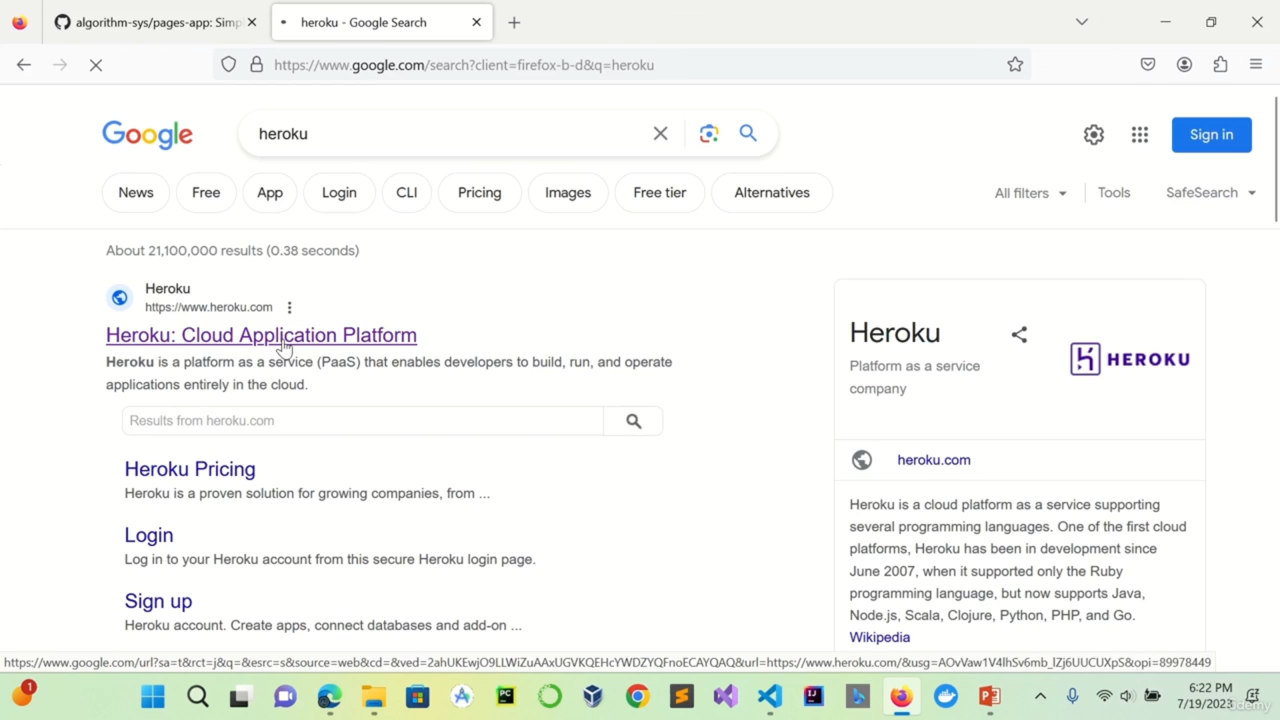 algorithm-sys/pages-app: Simp
heroku - Google Search
https://www.google.com/search?client=firefox-b-d&q=heroku
Google
heroku
Sign in
News
Free
App
Login
CLI
Pricing
Images
Free tier
Alternatives
All filters
Tools
SafeSearch
About 21,100,000 results (0.38 seconds)
Heroku
https://www.heroku.com
Heroku: Cloud Application Platform
Heroku is a platform as a service (PaaS) that enables developers to build, run, and operate
applications entirely in the cloud.
Results from heroku.com
Heroku Pricing
Heroku is a proven solution for growing companies, from ...
Login
Log in to your Heroku account from this secure Heroku login page.
Sign up
Heroku account. Create apps, connect databases and add-on ...
Heroku
Platform as a service
company
HEROKU
heroku.com
Heroku is a cloud platform as a service supporting
several programming languages. One of the first cloud
platforms, Heroku has been in development since
June 2007, when it supported only the Ruby
programming language, but now supports Java,
Node.js, Scala, Clojure, Python, PHP, and Go.
Wikipedia
https://www.google.com/url?sa=t&rct=j&q=&esrc=s&source=web&cd=&ved=2ahUKEwjO9LLWiZuAAxUGVKQEHcYWDZYQFnoECAYQAQ&url=https://www.heroku.com/&usg=AOvVaw1V4lhSv6mb_lZj6UUCUXpS&opi=89978449
1
PC
6:22 PM
7/19/2023
Udemy